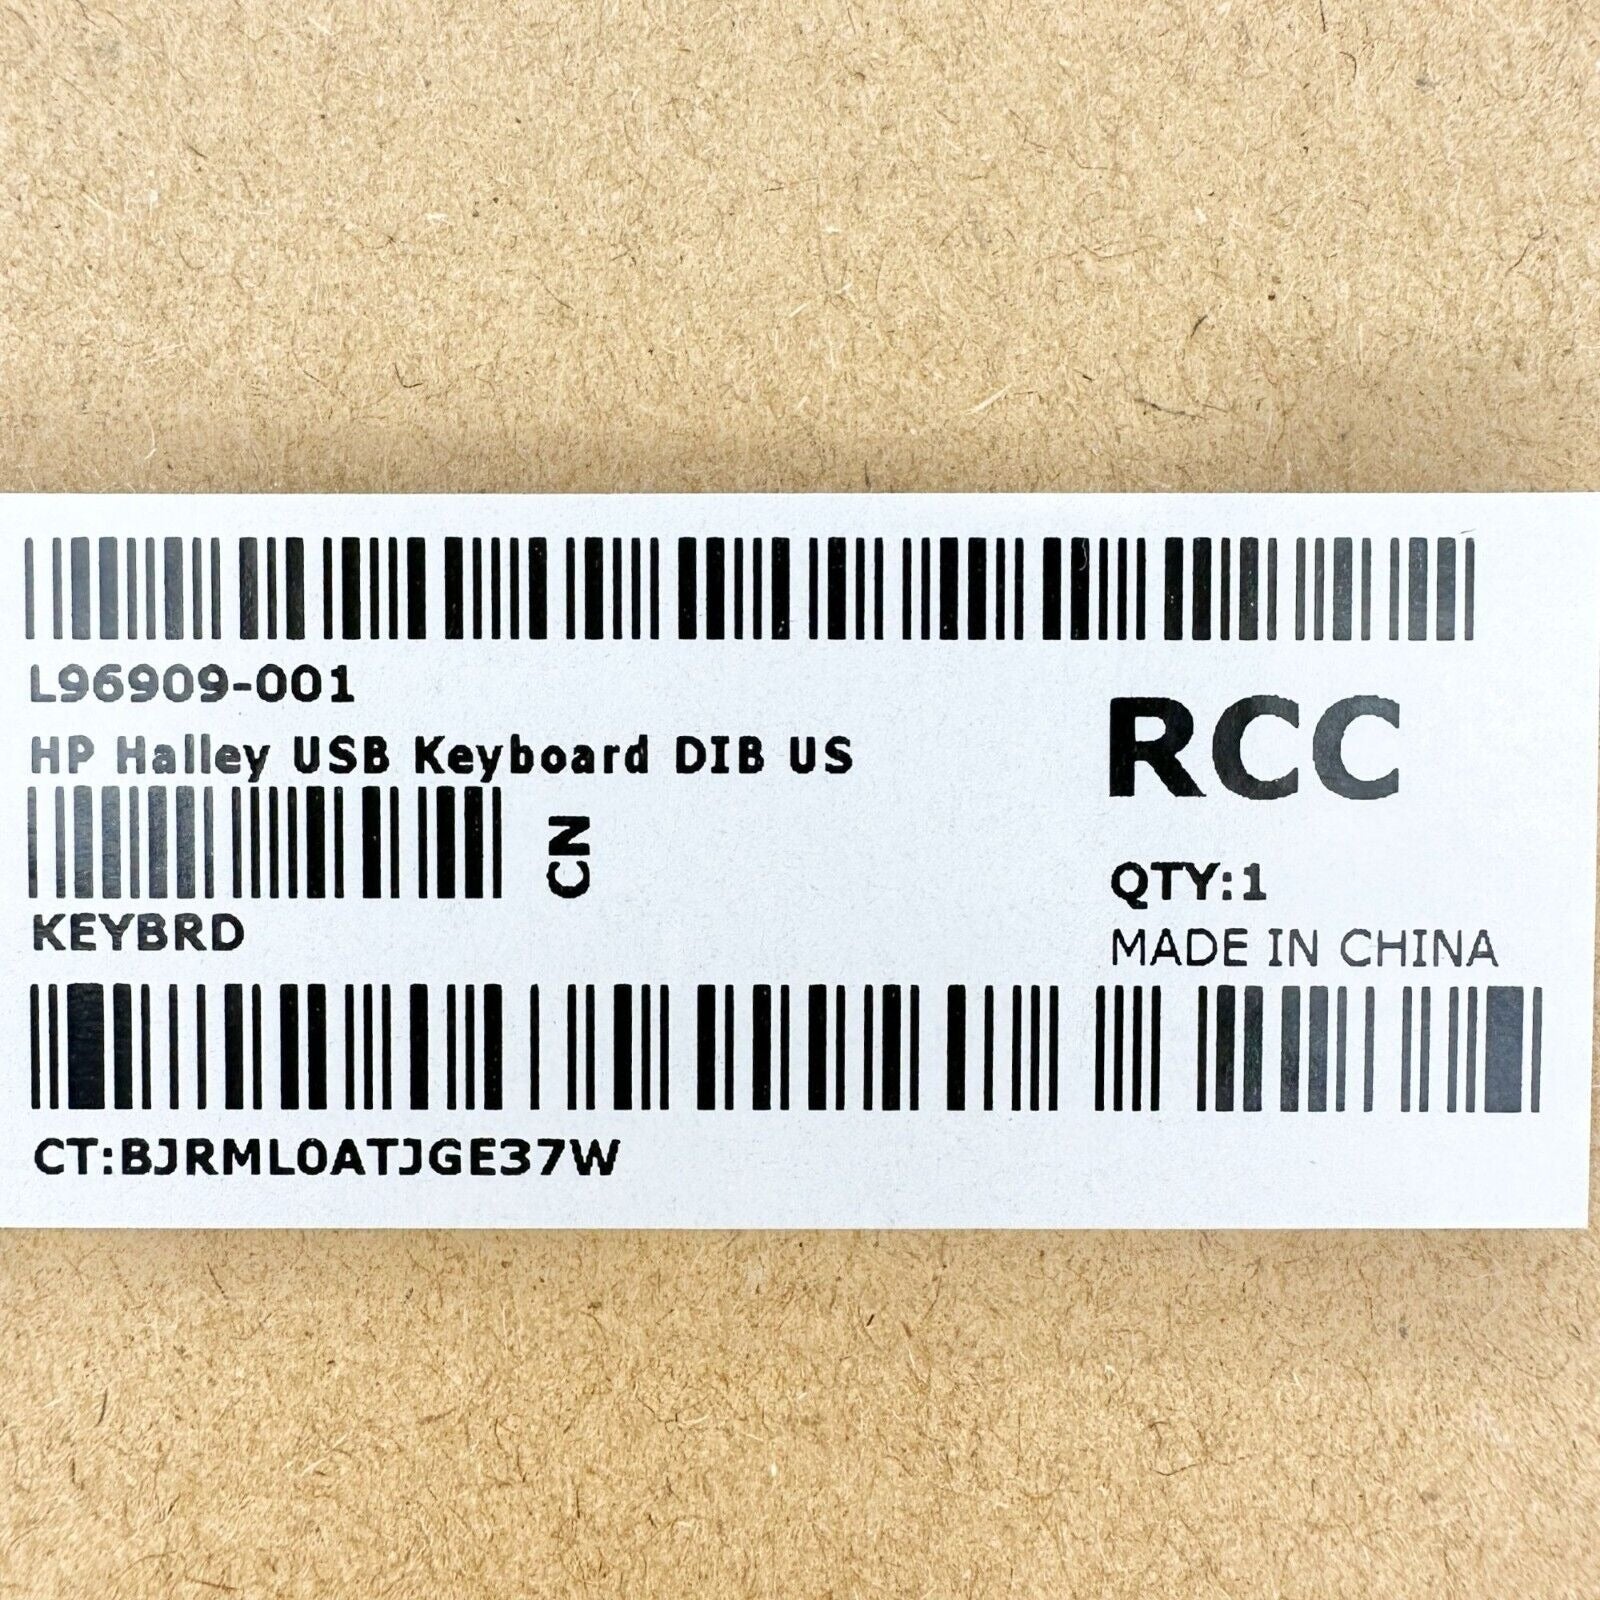 L96909-001
HP Halley USB Keyboard DIB US
RCC
CN
QTY:1
KEYBRD
MADE IN CHINA
CT:BJRML0ATJGE37W